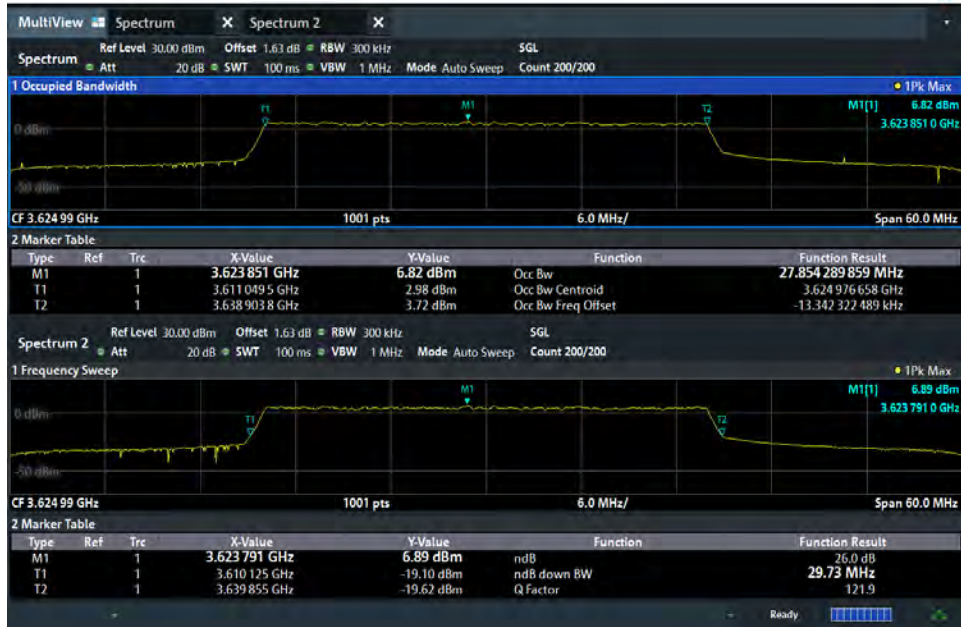 MultiView Spectrum X Spectrum 2 X
Spectrum Ref Level 30.00 dBm Offset 1.63 dB RBW 300 kHz SGL
Att 20 dB SWT 100 ms VBW 1 MHz Mode Auto Sweep Count 200/200
1 Occupied Bandwidth 1Pk Max
T1 M1 T2 M1[1] 6.82 dBm
3.623 851 0 GHz
0 dBm
-50 dBm
CF 3.624 99 GHz 1001 pts 6.0 MHz/ Span 60.0 MHz
2 Marker Table
Type Ref Trc X-Value Y-Value Function Function Result
M1 1 3.623 851 GHz 6.82 dBm Occ Bw 27.854 289 859 MHz
T1 1 3.611 049 5 GHz 2.98 dBm Occ Bw Centroid 3.624 976 658 GHz
T2 1 3.638 903 8 GHz 3.72 dBm Occ Bw Freq Offset -13.342 322 489 kHz
Spectrum 2 Ref Level 30.00 dBm Offset 1.63 dB RBW 300 kHz SGL
Att 20 dB SWT 100 ms VBW 1 MHz Mode Auto Sweep Count 200/200
1 Frequency Sweep 1Pk Max
M1 M1[1] 6.89 dBm
3.623 791 0 GHz
0 dBm
T1 T2
-50 dBm
CF 3.624 99 GHz 1001 pts 6.0 MHz/ Span 60.0 MHz
2 Marker Table
Type Ref Trc X-Value Y-Value Function Function Result
M1 1 3.623 791 GHz 6.89 dBm ndB 26.0 dB
T1 1 3.610 125 GHz -19.10 dBm ndB down BW 29.73 MHz
T2 1 3.639 855 GHz -19.62 dBm Q Factor 121.9
Ready